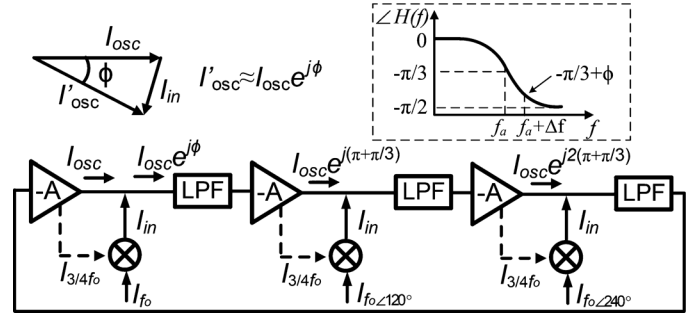 I_osc
ϕ
I'_osc
I_in
I'_osc≈I_osc e^jϕ
∠H(f)
0
-π/3
-π/2
-π/3+ϕ
f_a
f_a+Δf
f
I_osc
I_osc e^jϕ
I_osc e^j(π+π/3)
I_osc e^j2(π+π/3)
-A
LPF
-A
LPF
-A
LPF
I_in
I_in
I_in
I_3/4fo
I_3/4fo
I_3/4fo
I_fo
I_fo∠120°
I_fo∠240°